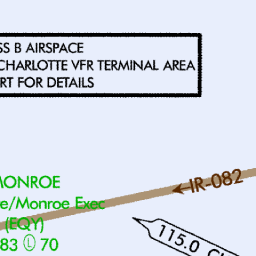 SS B AIRSPACE
CHARLOTTE VFR TERMINAL AREA
RT FOR DETAILS
MONROE
e/Monroe Exec
(EQY)
83 Ⓛ 70
IR-082
115.0